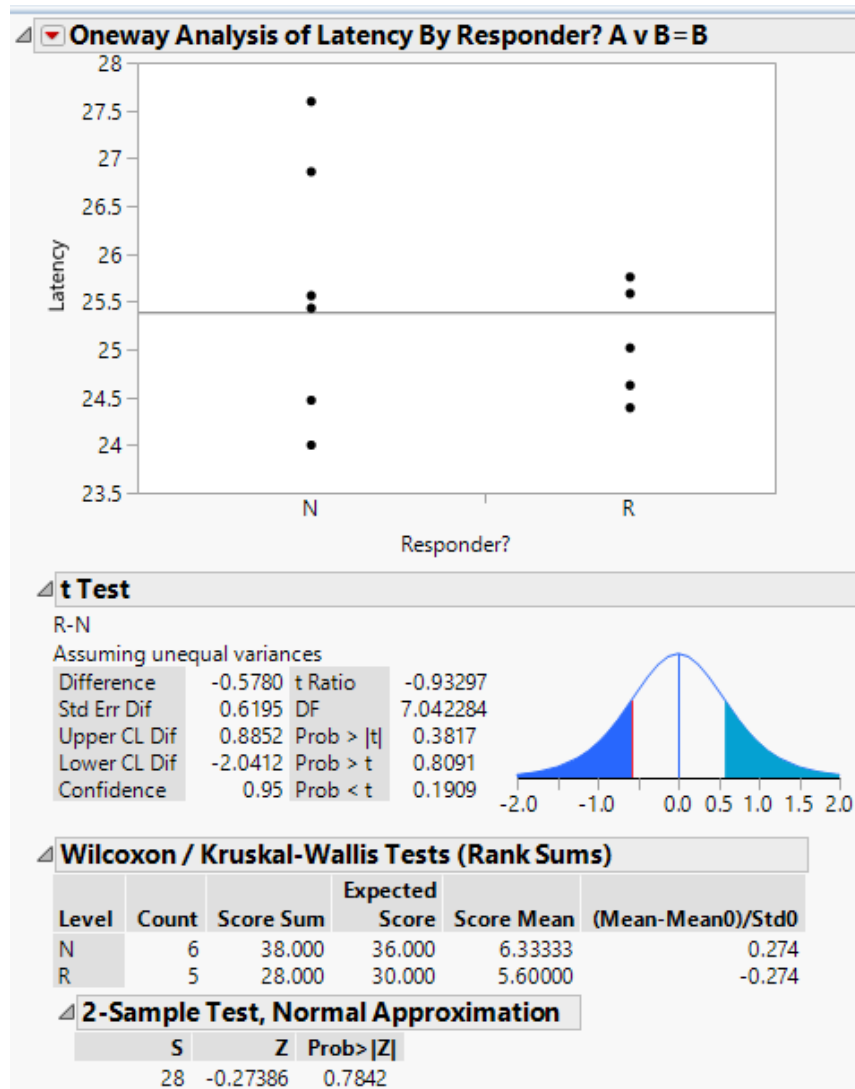 Oneway Analysis of Latency By Responder? A v B=B
28
27.5
27
26.5
26
25.5
25
24.5
24
23.5
Latency
N R
Responder?
t Test
R-N
Assuming unequal variances
Difference -0.5780 t Ratio -0.93297
Std Err Dif 0.6195 DF 7.042284
Upper CL Dif 0.8852 Prob > |t| 0.3817
Lower CL Dif -2.0412 Prob > t 0.8091
Confidence 0.95 Prob < t 0.1909
-2.0 -1.0 0.0 0.5 1.0 1.5 2.0
Wilcoxon / Kruskal-Wallis Tests (Rank Sums)
Expected
Level Count Score Sum Score Score Mean (Mean-Mean0)/Std0
N 6 38.000 36.000 6.33333 0.274
R 5 28.000 30.000 5.60000 -0.274
2-Sample Test, Normal Approximation
S Z Prob>|Z|
28 -0.27386 0.7842